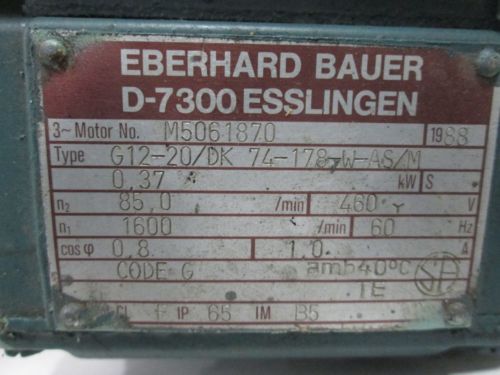 EBERHARD BAUER
D-7300 ESSLINGEN
3~ Motor No. M5061870 1988
Type G12-20/DK 74-178-W-AS/M
0,37 kW S
n₂ 85,0 /min 460 Y V
n₁ 1600 /min 60 Hz
cos φ 0,8 1,0 A
CODE G amb40°C
TE
CL F IP 65 IM B5